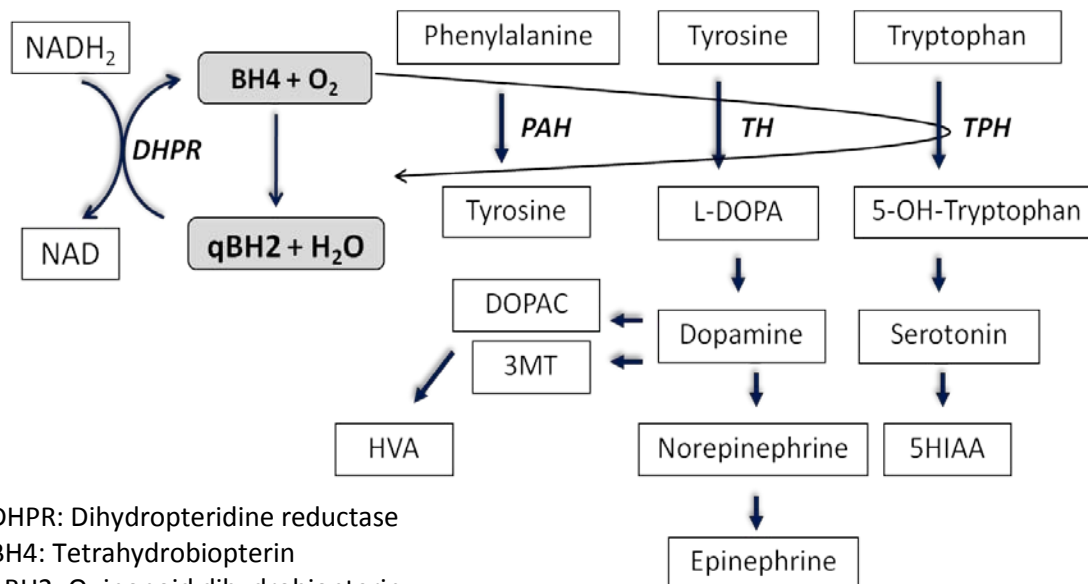 NADH₂
BH4 + O₂
Phenylalanine
Tyrosine
Tryptophan
DHPR
PAH
TH
TPH
NAD
qBH2 + H₂O
Tyrosine
L-DOPA
5-OH-Tryptophan
DOPAC
3MT
Dopamine
Serotonin
HVA
Norepinephrine
5HIAA
Epinephrine
DHPR: Dihydropteridine reductase
BH4: Tetrahydrobiopterin